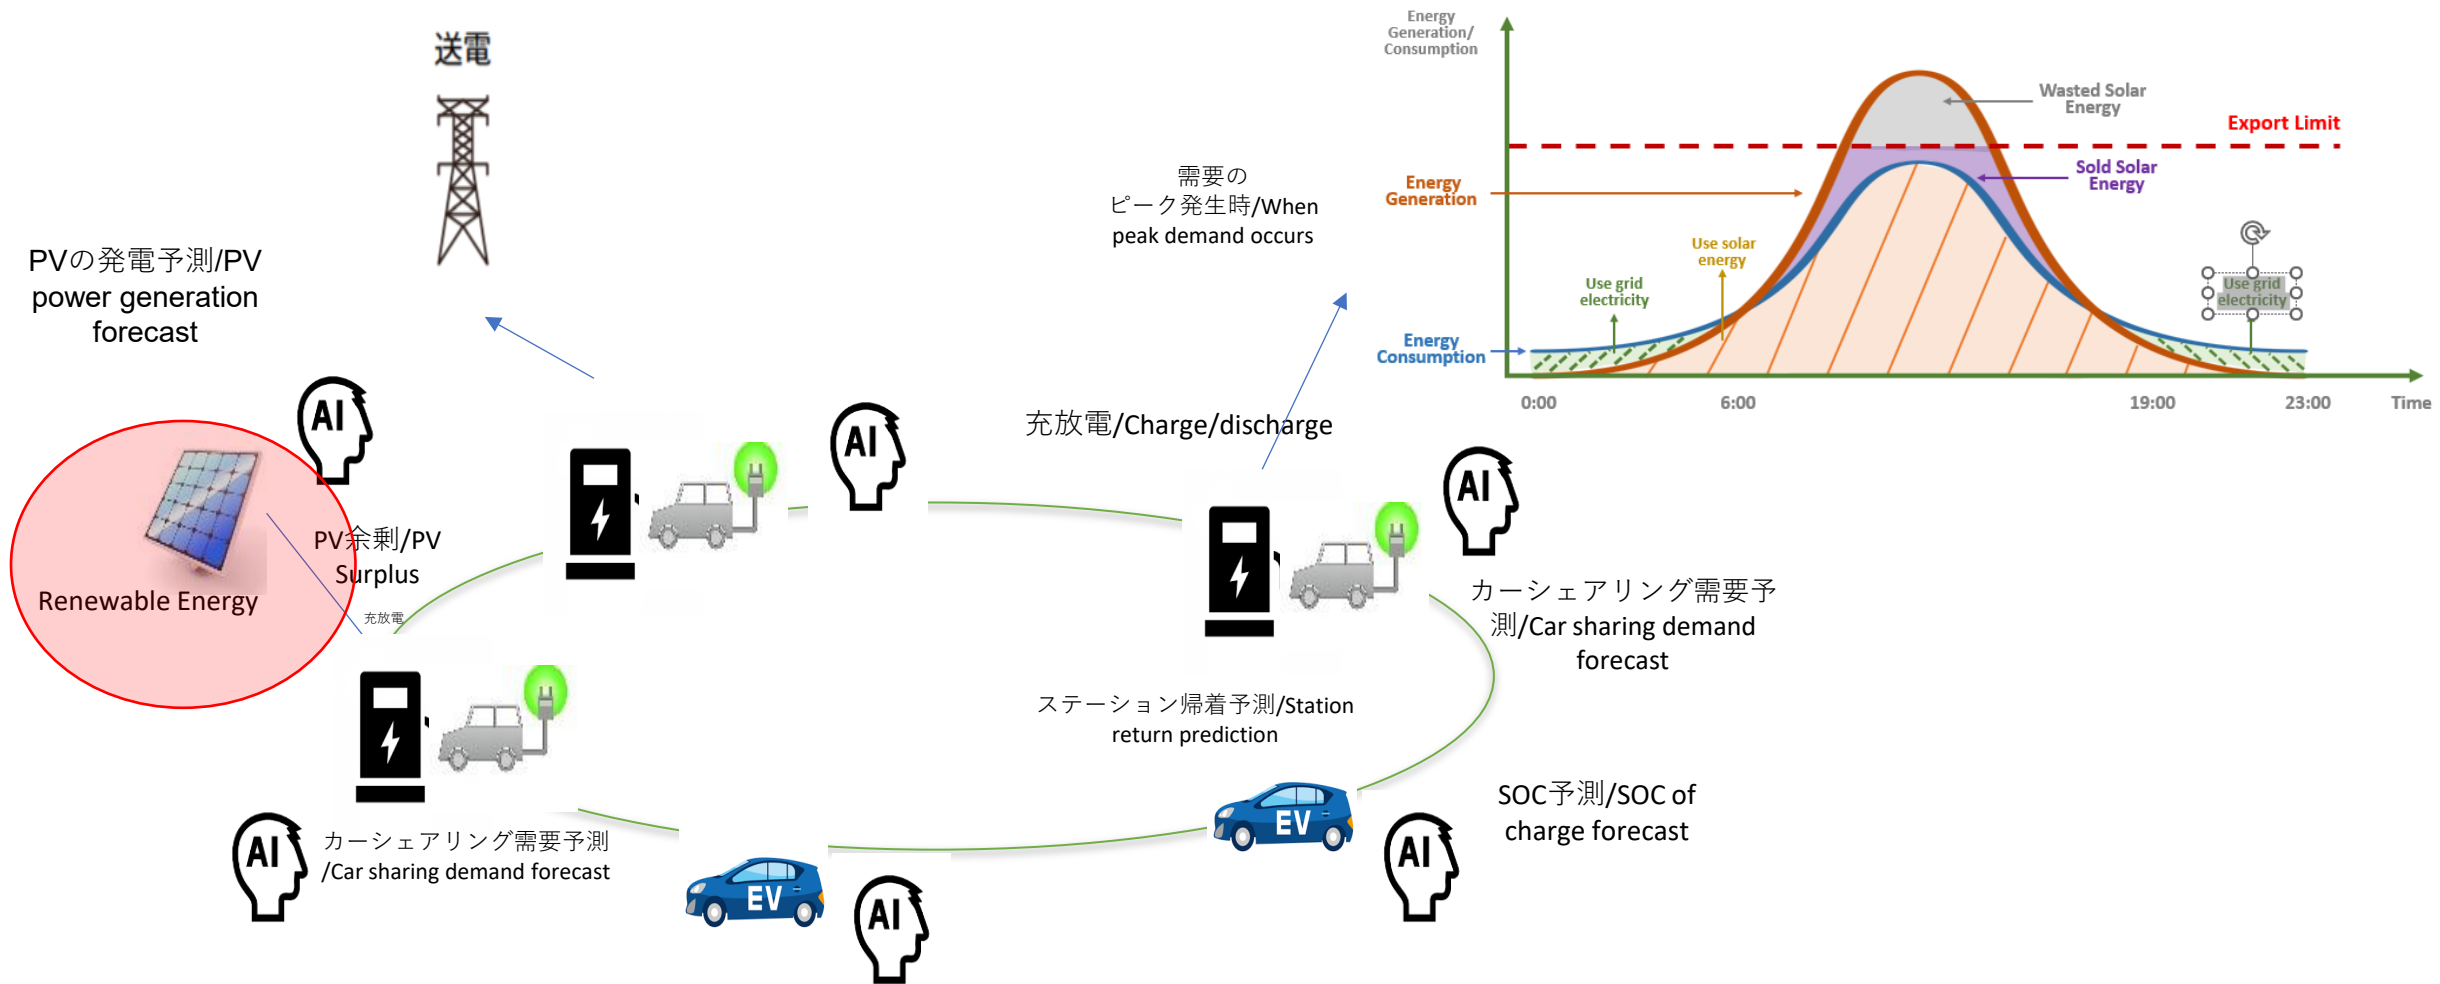 送電
PVの発電予測/PV
power generation
forecast
AI
Renewable Energy
PV余剰/PV
Surplus
充放電
AI
カーシェアリング需要予測
/Car sharing demand forecast
EV
AI
AI
充放電/Charge/discharge
需要の
ピーク発生時/When
peak demand occurs
AI
カーシェアリング需要予
測/Car sharing demand
forecast
ステーション帰着予測/Station
return prediction
EV
AI
SOC予測/SOC of
charge forecast
Energy
Generation/
Consumption
Wasted Solar
Energy
Export Limit
Sold Solar
Energy
Energy
Generation
Use solar
energy
Use grid
electricity
Use grid
electricity
Energy
Consumption
0:00
6:00
19:00
23:00
Time